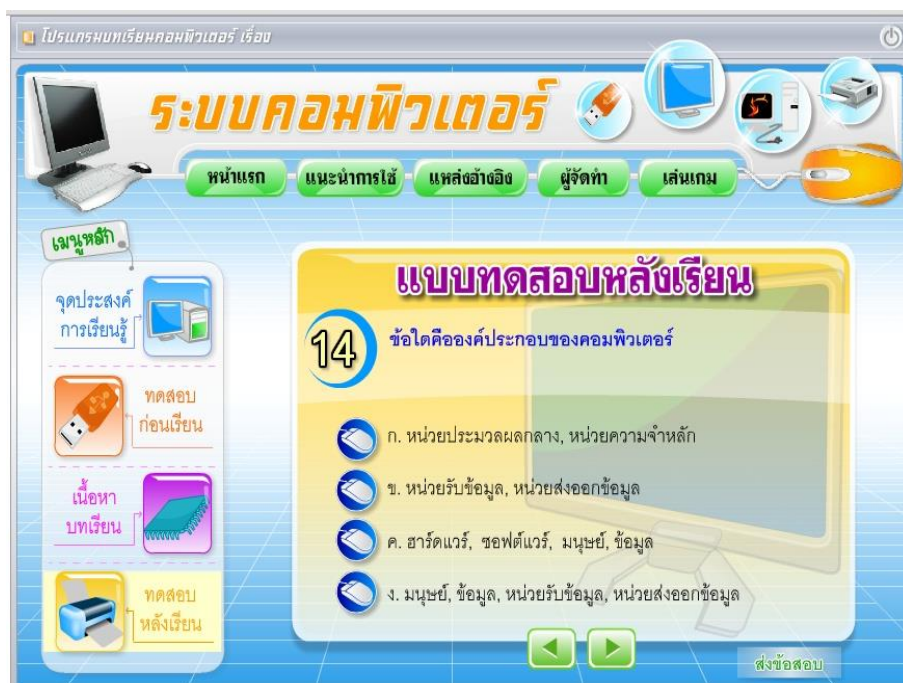 โปรแกรมบทเรียนคอมพิวเตอร์ เรื่อง
ระบบคอมพิวเตอร์
หน้าแรก
แนะนำการใช้
แหล่งอ้างอิง
ผู้จัดทำ
เล่นเกม
เมนูหลัก
จุดประสงค์
การเรียนรู้
ทดสอบ
ก่อนเรียน
เนื้อหา
บทเรียน
ทดสอบ
หลังเรียน
แบบทดสอบหลังเรียน
14
ข้อใดคือองค์ประกอบของคอมพิวเตอร์
ก. หน่วยประมวลผลกลาง, หน่วยความจำหลัก
ข. หน่วยรับข้อมูล, หน่วยส่งออกข้อมูล
ค. ฮาร์ดแวร์, ซอฟต์แวร์, มนุษย์, ข้อมูล
ง. มนุษย์, ข้อมูล, หน่วยรับข้อมูล, หน่วยส่งออกข้อมูล
ส่งข้อสอบ